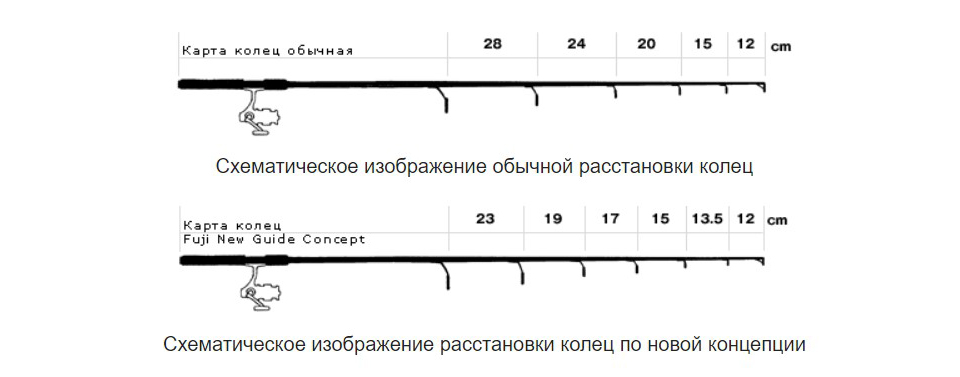 Карта колец обычная
28 24 20 15 12 cm
Схематическое изображение обычной расстановки колец
23 19 17 15 13.5 12 cm
Карта колец
Fuji New Guide Concept
Схематическое изображение расстановки колец по новой концепции